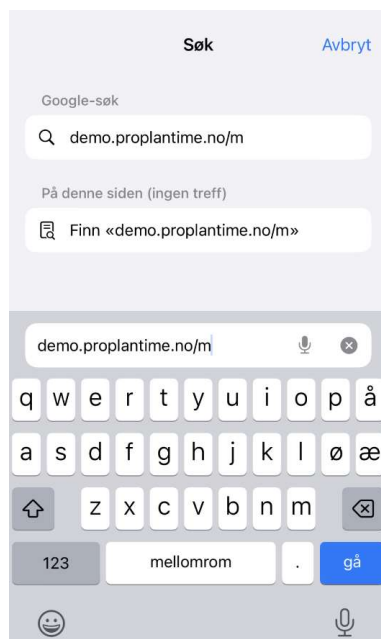 Søk
Avbryt
Google-søk
demo.proplantime.no/m
På denne siden (ingen treff)
Finn «demo.proplantime.no/m»
demo.proplantime.no/m
q w e r t y u i o p å
a s d f g h j k l ø æ
z x c v b n m
123 mellomrom . gå